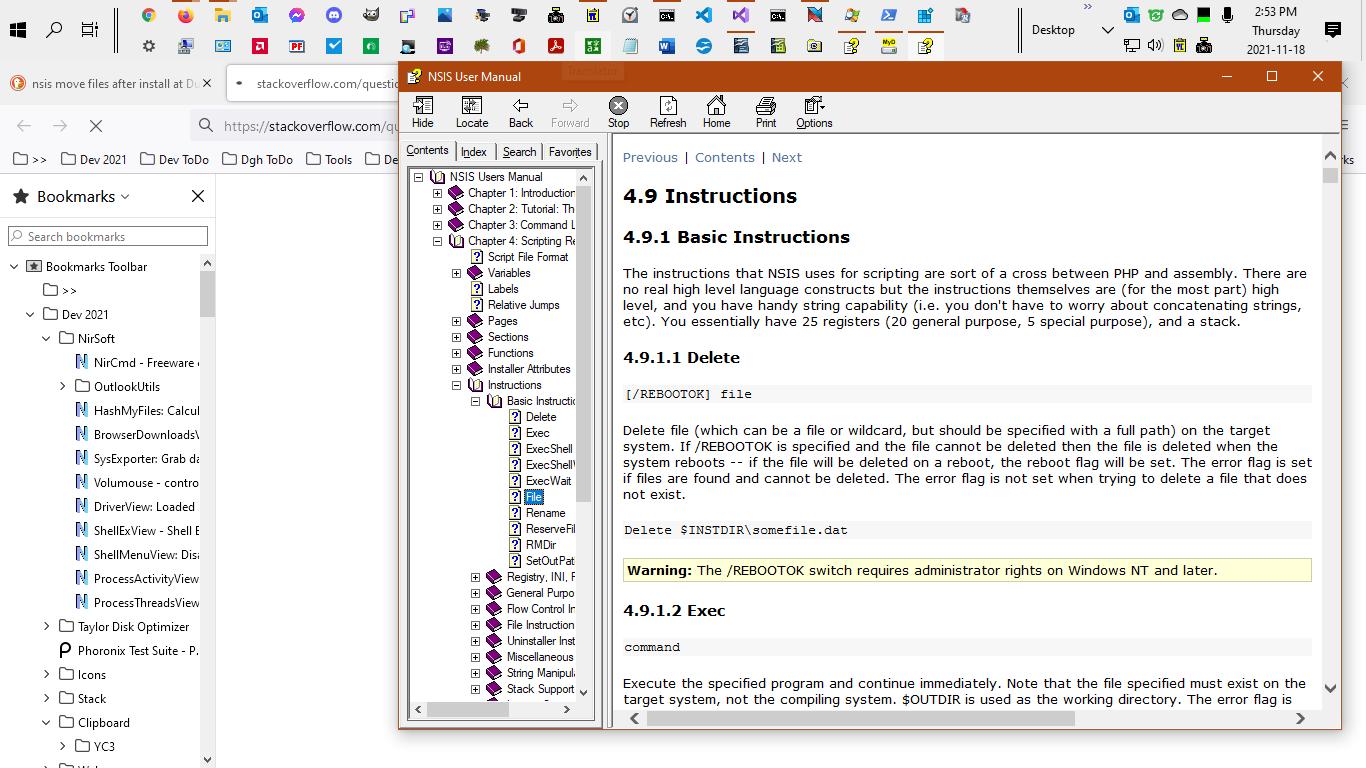 2:53 PM
Desktop
Thursday
2021-11-18
nsis move files after install at Du
stackoverflow.com/questio
https://stackoverflow.com/qu
>>
Dev 2021
Dev ToDo
Dgh ToDo
Tools
De
rks
Bookmarks
Search bookmarks
Bookmarks Toolbar
>>
Dev 2021
NirSoft
NirCmd - Freeware
OutlookUtils
HashMyFiles: Calcul
BrowserDownloadsV
SysExporter: Grab da
Volumouse - contro
DriverView: Loaded
ShellExView - Shell E
ShellMenuView: Disa
ProcessActivityView
ProcessThreadsView
Taylor Disk Optimizer
Phoronix Test Suite - P.
Icons
Stack
Clipboard
YC3
NSIS User Manual
Hide
Locate
Back
Forward
Stop
Refresh
Home
Print
Options
Contents
Index
Search
Favorites
NSIS Users Manual
Chapter 1: Introduction
Chapter 2: Tutorial: Th
Chapter 3: Command L
Chapter 4: Scripting Re
Script File Format
Variables
Labels
Relative Jumps
Pages
Sections
Functions
Installer Attributes
Instructions
Basic Instructio
Delete
Exec
ExecShell
ExecShellW
ExecWait
File
Rename
ReserveFil
RMDir
SetOutPat
Registry, INI, F
General Purpo
Flow Control In
File Instruction
Uninstaller Inst
Miscellaneous
String Manipula
Stack Support
Previous | Contents | Next
4.9 Instructions
4.9.1 Basic Instructions
The instructions that NSIS uses for scripting are sort of a cross between PHP and assembly. There are
no real high level language constructs but the instructions themselves are (for the most part) high
level, and you have handy string capability (i.e. you don't have to worry about concatenating strings,
etc). You essentially have 25 registers (20 general purpose, 5 special purpose), and a stack.
4.9.1.1 Delete
[/REBOOTOK] file
Delete file (which can be a file or wildcard, but should be specified with a full path) on the target
system. If /REBOOTOK is specified and the file cannot be deleted then the file is deleted when the
system reboots -- if the file will be deleted on a reboot, the reboot flag will be set. The error flag is set
if files are found and cannot be deleted. The error flag is not set when trying to delete a file that does
not exist.
Delete $INSTDIR\somefile.dat
Warning: The /REBOOTOK switch requires administrator rights on Windows NT and later.
4.9.1.2 Exec
command
Execute the specified program and continue immediately. Note that the file specified must exist on the
target system, not the compiling system. $OUTDIR is used as the working directory. The error flag is